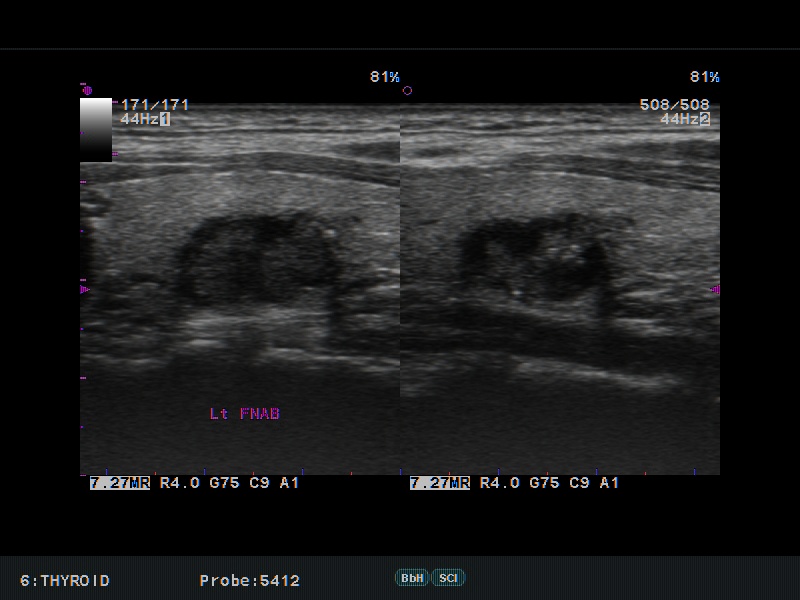 81% 81%
171/171 508/508
44Hz1 44Hz2
Lt FNAB
7.27MR R4.0 G75 C9 A1 7.27MR R4.0 G75 C9 A1
6:THYROID Probe:5412 BbH SCI